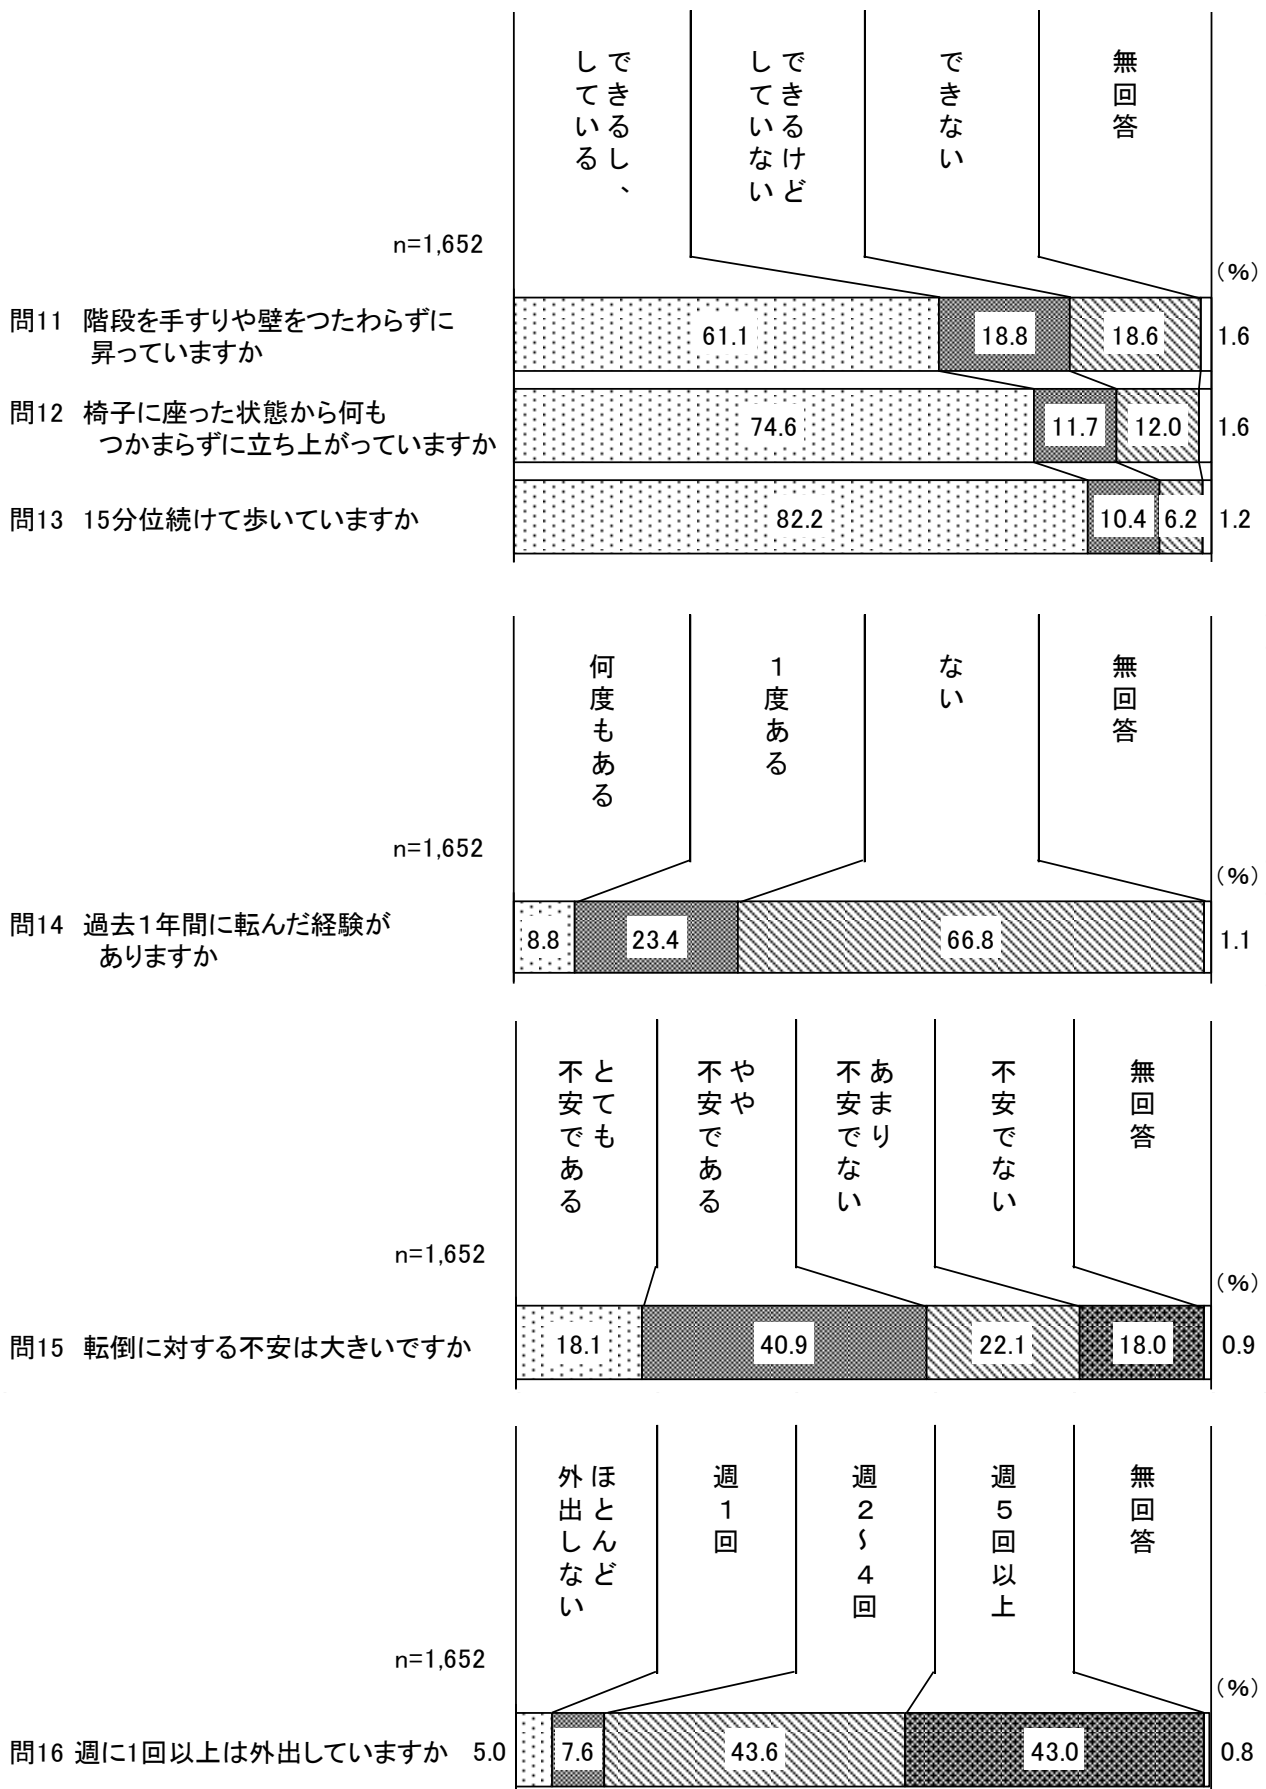 できるし、
している
できるけど
していない
できない
無回答
n=1,652
(%)
問11 階段を手すりや壁をつたわらずに
昇っていますか
61.1 18.8 18.6 1.6
問12 椅子に座った状態から何も
つかまらずに立ち上がっていますか
74.6 11.7 12.0 1.6
問13 15分位続けて歩いていますか
82.2 10.4 6.2 1.2
何度もある
1度ある
ない
無回答
n=1,652
(%)
問14 過去1年間に転んだ経験が
ありますか
8.8 23.4 66.8 1.1
とても
不安である
やや
不安である
あまり
不安でない
不安でない
無回答
n=1,652
(%)
問15 転倒に対する不安は大きいですか
18.1 40.9 22.1 18.0 0.9
ほとんど
外出しない
週1回
週2～4回
週5回以上
無回答
n=1,652
(%)
問16 週に1回以上は外出していますか
5.0 7.6 43.6 43.0 0.8